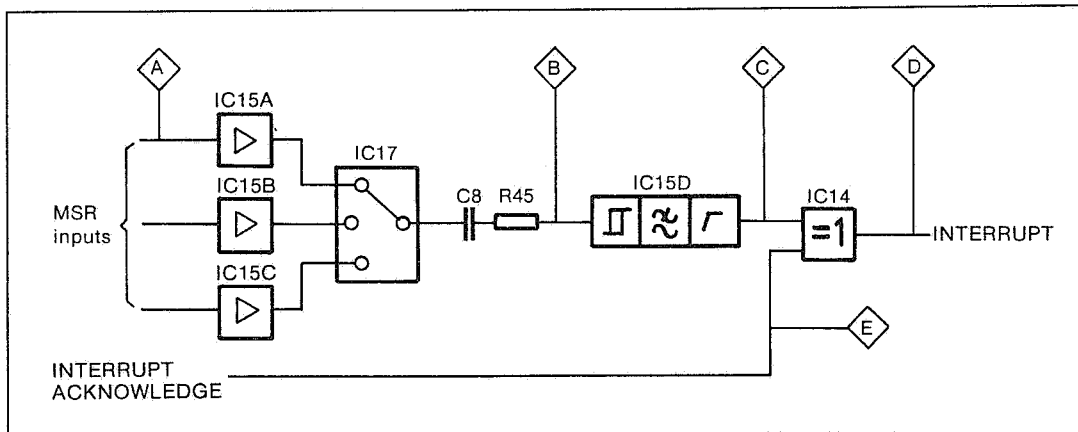 A
B
C
D
IC15A
IC17
IC15B
C8
R45
IC15D
IC14
=1
MSR
inputs
INTERRUPT
IC15C
E
INTERRUPT
ACKNOWLEDGE